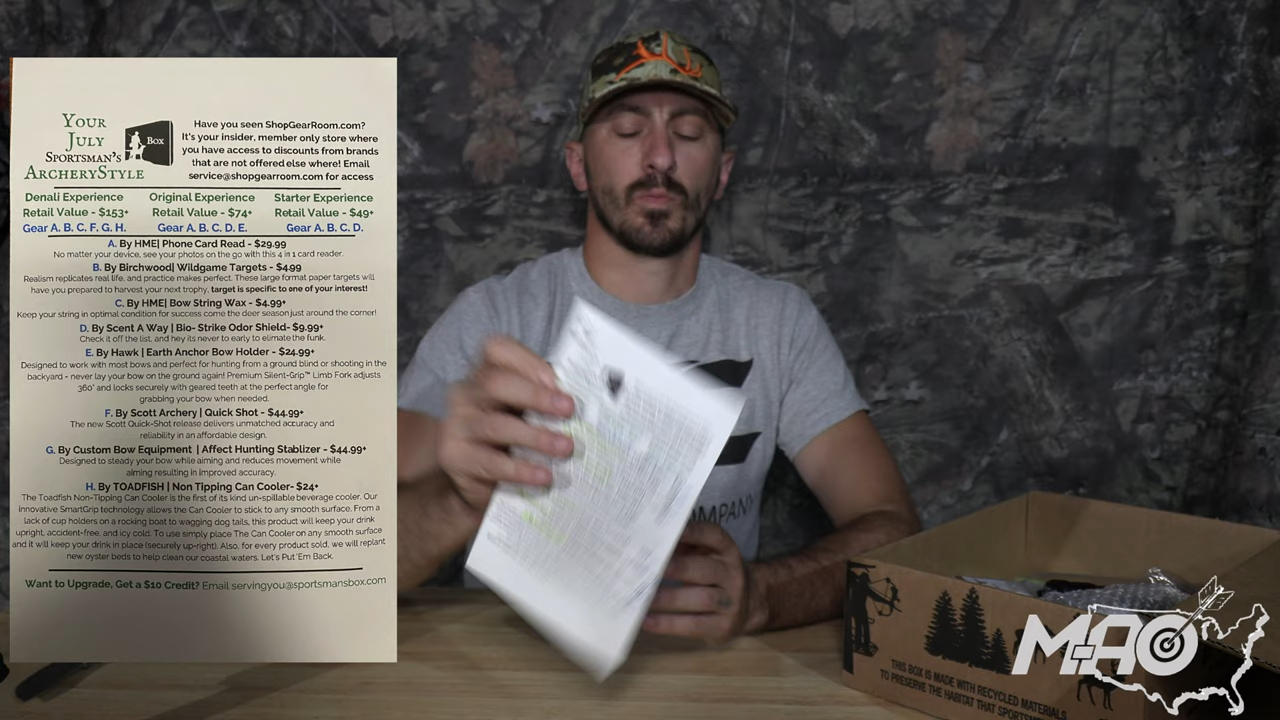 YOUR
JULY
SPORTSMAN'S
Box
ARCHERYSTYLE
Have you seen ShopGearRoom.com?
It's your insider, member only store where
you have access to discounts from brands
that are not offered else where! Email
service@shopgearroom.com for access
Denali Experience
Retail Value - $153+
Gear A. B. C. F. G. H.
Original Experience
Retail Value - $74+
Gear A. B. C. D. E.
Starter Experience
Retail Value - $49+
Gear A. B. C. D.
A. By HME| Phone Card Read - $29.99
No matter your device, see your photos on the go with this 4 in 1 card reader.
B. By Birchwood| Wildgame Targets - $4.99
Realism replicates real life, and practice makes perfect. These large format paper targets will
have you prepared to harvest your next trophy, target is specific to one of your interest!
C. By HME| Bow String Wax - $4.99+
Keep your string in optimal condition for success come the deer season just around the corner!
D. By Scent A Way | Bio- Strike Odor Shield- $9.99+
Check it off the list, and hey its never to early to elimate the funk.
E. By Hawk | Earth Anchor Bow Holder - $24.99+
Designed to work with most bows and perfect for hunting from a ground blind or shooting in the
backyard - never lay your bow on the ground again! Premium Silent-Grip™ Limb Fork adjusts
360° and locks securely with geared teeth at the perfect angle for
grabbing your bow when needed.
F. By Scott Archery | Quick Shot - $44.99+
The new Scott Quick-Shot release delivers unmatched accuracy and
reliability in an affordable design.
G. By Custom Bow Equipment | Affect Hunting Stablizer - $44.99+
Designed to steady your bow while aiming and reduces movement while
aiming resulting in improved accuracy.
H. By TOADFISH | Non Tipping Can Cooler- $24+
The Toadfish Non-Tipping Can Cooler is the first of its kind un-spillable beverage cooler. Our
innovative SmartGrip technology allows the Can Cooler to stick to any smooth surface. From a
lack of cup holders on a rocking boat to wagging dog tails, this product will keep your drink
upright, accident-free, and icy cold. To use simply place The Can Cooler on any smooth surface
and it will keep your drink in place (securely up-right). Also, for every product sold, we will replant
new oyster beds to help clean our coastal waters. Let's Put 'Em Back.
Want to Upgrade, Get a $10 Credit? Email servingyou@sportsmansbox.com
THIS BOX IS MADE WITH RECYCLED MATERIALS
TO PRESERVE THE HABITAT THAT
MAO